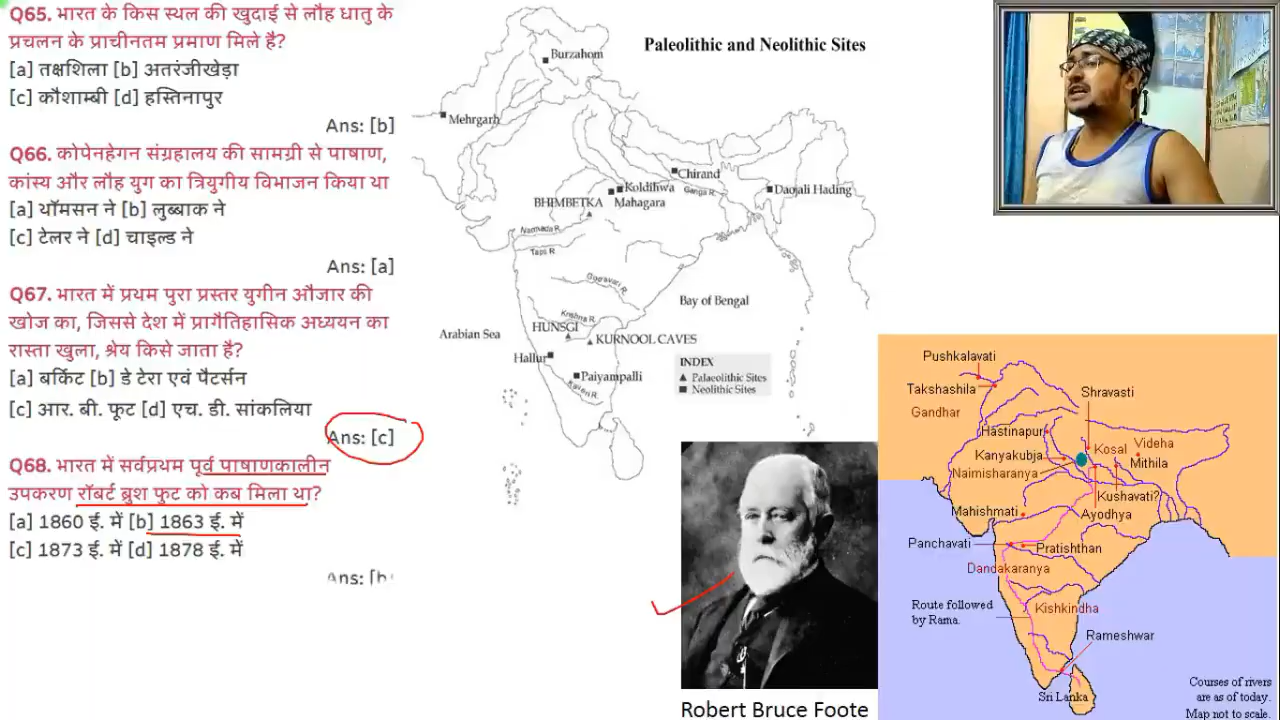 Q65. भारत के किस स्थल की खुदाई से लौह धातु के
प्रचलन के प्राचीनतम प्रमाण मिले है?
[a] तक्षशिला [b] अतरंजीखेड़ा
[c] कौशाम्बी [d] हस्तिनापुर
Ans: [b]
Q66. कोपेनहेगन संग्रहालय की सामग्री से पाषाण,
कांस्य और लौह युग का त्रियुगीय विभाजन किया था
[a] थॉमसन ने [b] लुब्बाक ने
[c] टेलर ने [d] चाइल्ड ने
Ans: [a]
Q67. भारत में प्रथम पुरा प्रस्तर युगीन औजार की
खोज का, जिससे देश में प्रागैतिहासिक अध्ययन का
रास्ता खुला, श्रेय किसे जाता है?
[a] बर्किट [b] डे टेरा एवं पैटर्सन
[c] आर. बी. फूट [d] एच. डी. सांकलिया
Ans: [c]
Q68. भारत में सर्वप्रथम पूर्व पाषाणकालीन
उपकरण रॉबर्ट ब्रुश फुट को कब मिला था?
[a] 1860 ई. में [b] 1863 ई. में
[c] 1873 ई. में [d] 1878 ई. में
Ans: [b
Paleolithic and Neolithic Sites
Burzahom
Mehrgarh
Chirand
Koldihwa
Ganga R.
Daojali Hading
BHIMBETKA
Mahagara
Narmada R.
Tapi R.
Godavari R.
Bay of Bengal
Krishna R.
HUNSGI
Arabian Sea
KURNOOL CAVES
Hallur
INDEX
Paiyampalli
Palaeolithic Sites
Neolithic Sites
Kaveri R.
Robert Bruce Foote
Pushkalavati
Takshashila
Shravasti
Gandhar
Hastinapur
Kosal
Videha
Kanyakubja
Mithila
Naimisharanya
Kushavati?
Mahishmati
Ayodhya
Panchavati
Pratishthan
Dandakaranya
Route followed
by Rama.
Kishkindha
Rameshwar
Sri Lanka
Courses of rivers
are as of today.
Map not to scale.